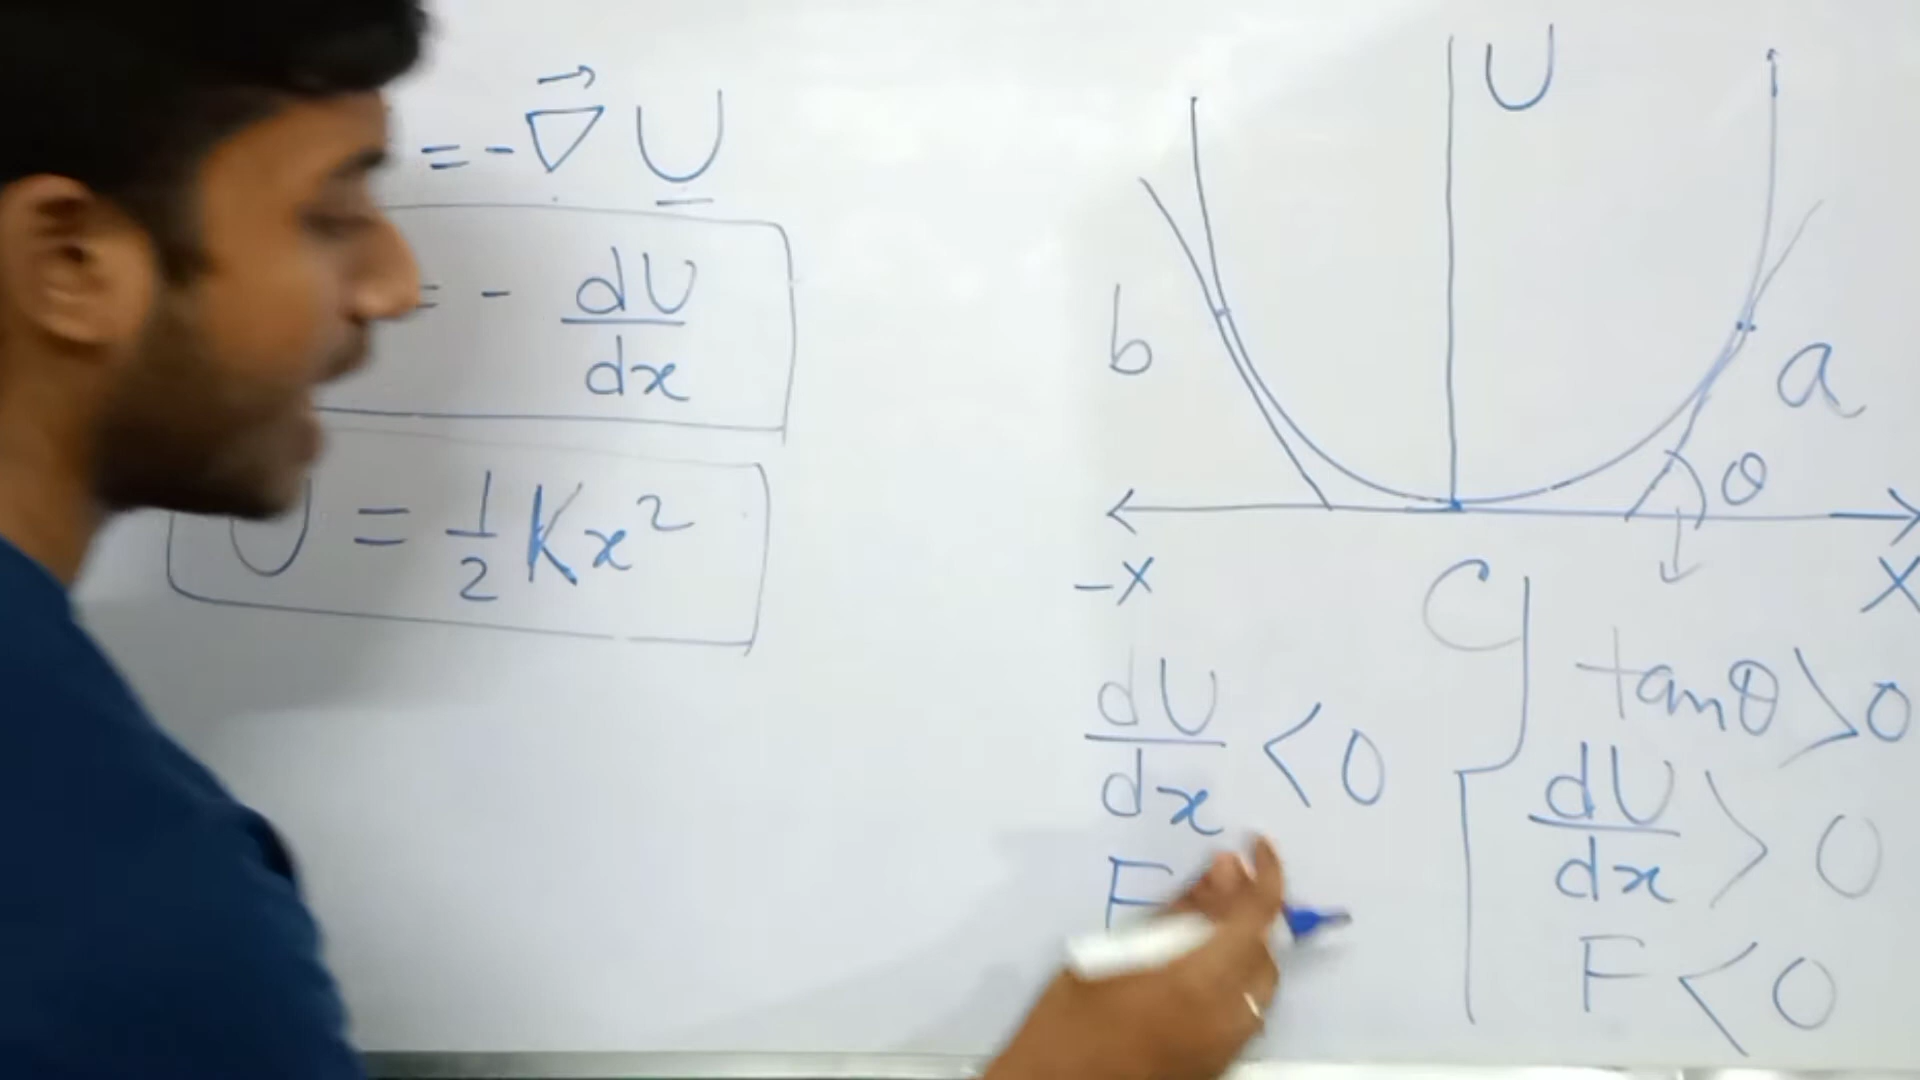 = - ∇⃗ U
= - dU/dx
U = 1/2 Kx²
U
b
a
θ
-x
C
x
dU/dx < 0
F
tanθ > 0
dU/dx > 0
F < 0